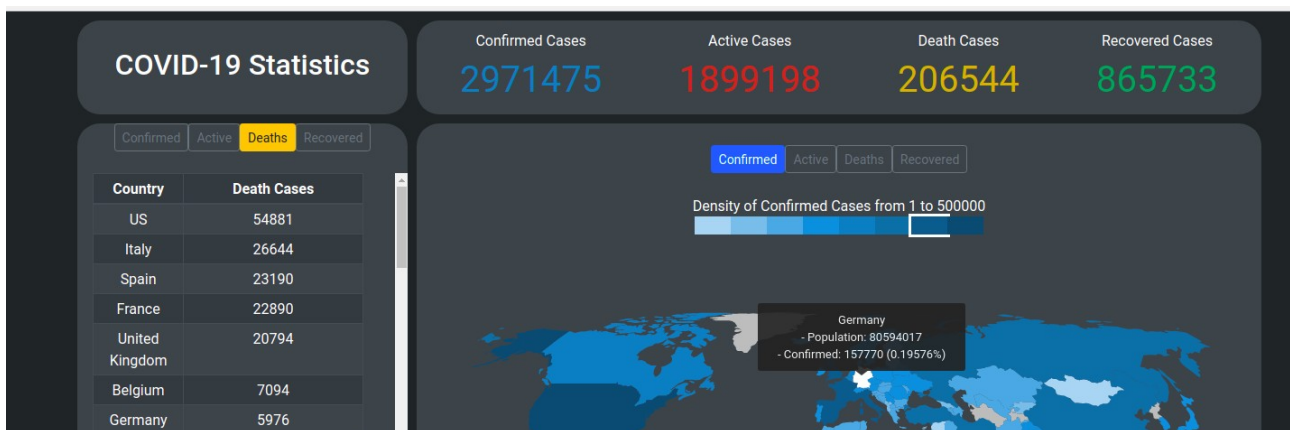 COVID-19 Statistics
Confirmed Cases Active Cases Death Cases Recovered Cases
2971475 1899198 206544 865733
Confirmed Active Deaths Recovered
Country Death Cases
US 54881
Italy 26644
Spain 23190
France 22890
United 20794
Kingdom
Belgium 7094
Germany 5976
Confirmed Active Deaths Recovered
Density of Confirmed Cases from 1 to 500000
Germany
- Population: 80594017
- Confirmed: 157770 (0.19576%)